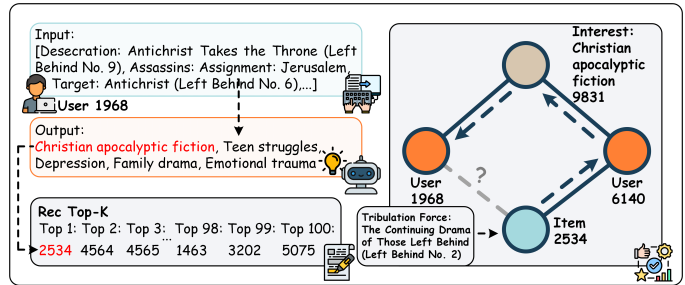 Input:
[Desecration: Antichrist Takes the Throne (Left
Behind No. 9), Assassins: Assignment: Jerusalem,
Target: Antichrist (Left Behind No. 6),...]
User 1968
Output:
Christian apocalyptic fiction, Teen struggles,
Depression, Family drama, Emotional trauma
Rec Top-K
Top 1: Top 2: Top 3: ... Top 98: Top 99: Top 100:
2534 4564 4565 1463 3202 5075
Interest:
Christian
apocalyptic
fiction
9831
User
1968
?
User
6140
Item
2534
Tribulation Force:
The Continuing Drama
of Those Left Behind
(Left Behind No. 2)